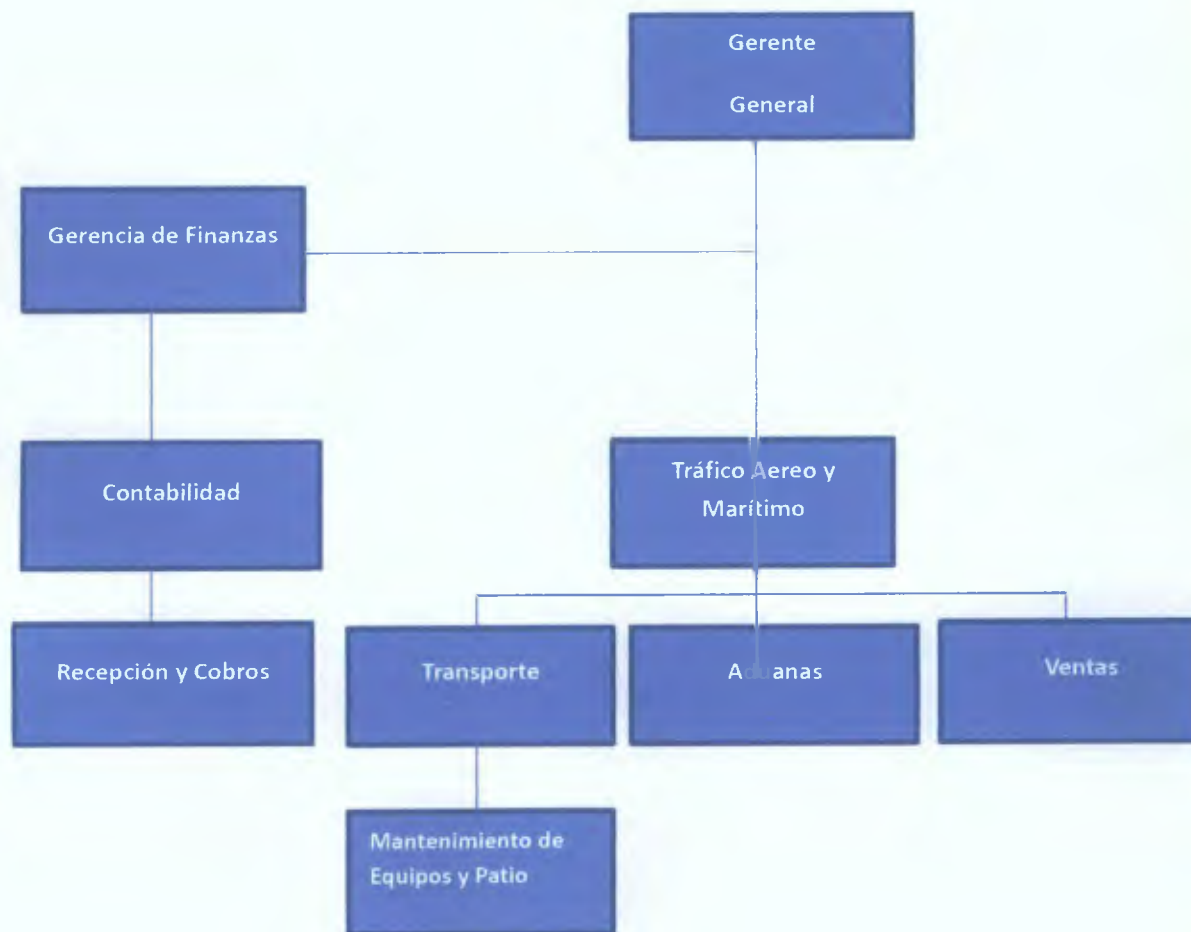 Gerente
General
Gerencia de Finanzas
Contabilidad
Tráfico Aereo y
Marítimo
Recepción y Cobros
Transporte
Aduanas
Ventas
Mantenimiento de
Equipos y Patio